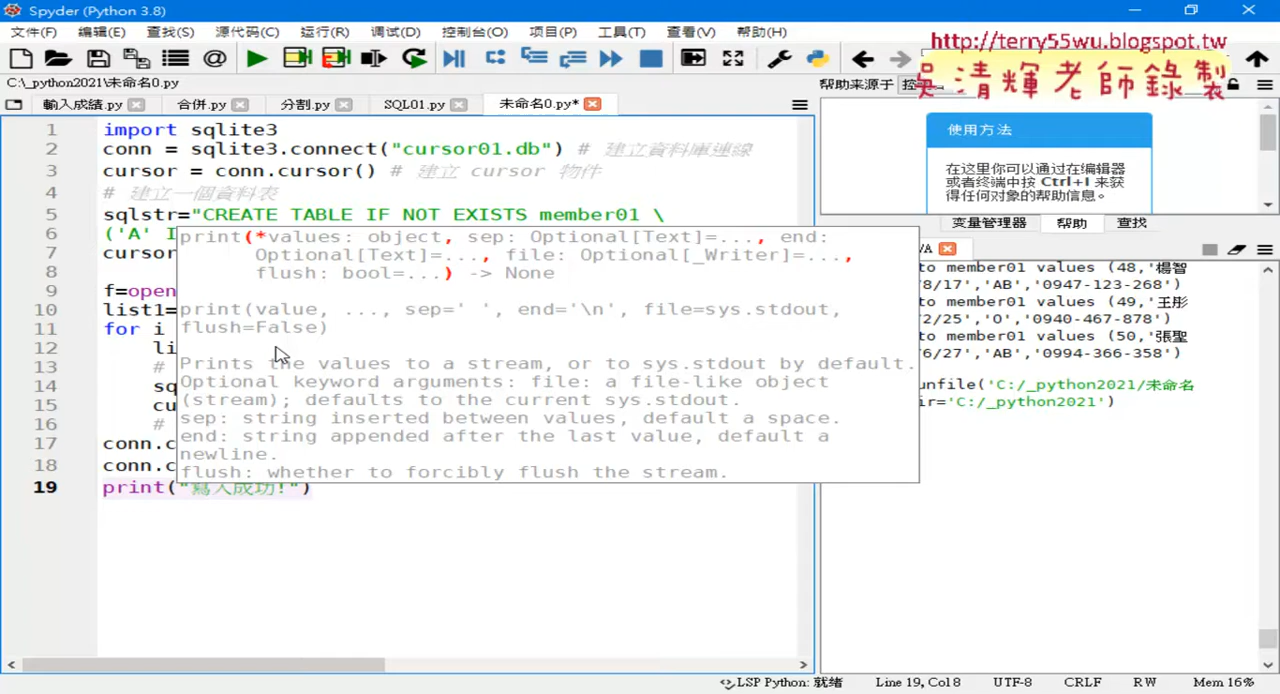 Spyder (Python 3.8)
文件(F) 编辑(E) 查找(S) 源代码(C) 运行(R) 调试(D) 控制台(O) 项目(P) 工具(T) 查看(V) 帮助(H)
http://terry55wu.blogspot.tw
吳清輝老師錄製
C:\_python2021\未命名0.py
帮助来源于
輸入成績.py 合併.py 分割.py SQL01.py 未命名0.py*
1 import sqlite3
2 conn = sqlite3.connect("cursor01.db") # 建立資料庫連線
3 cursor = conn.cursor() # 建立 cursor 物件
4 # 建立一個資料表
5 sqlstr="CREATE TABLE IF NOT EXISTS member01 \
6 ('A' I
7 cursor
8
9 f=open
10 list1=
11 for i
12 li
13 #
14 sq
15 cu
16 #
17 conn.c
18 conn.c
19 print("寫入成功!")
print(*values: object, sep: Optional[Text]=..., end:
Optional[Text]=..., file: Optional[_Writer]=...,
flush: bool=...) -> None
print(value, ..., sep=' ', end='\n', file=sys.stdout,
flush=False)
Prints the values to a stream, or to sys.stdout by default.
Optional keyword arguments: file: a file-like object
(stream); defaults to the current sys.stdout.
sep: string inserted between values, default a space.
end: string appended after the last value, default a
newline.
flush: whether to forcibly flush the stream.
使用方法
在这里你可以通过在编辑器
或者终端中按 Ctrl+I 来获
得任何对象的帮助信息。
变量管理器 帮助 查找
/A
to member01 values (48,'楊智
/8/17','AB','0947-123-268')
to member01 values (49,'王彤
/2/25','O','0940-467-878')
to member01 values (50,'張聖
/6/27','AB','0994-366-358')
unfile('C:/_python2021/未命名
ir='C:/_python2021')
LSP Python: 就绪 Line 19, Col 8 UTF-8 CRLF RW Mem 16%